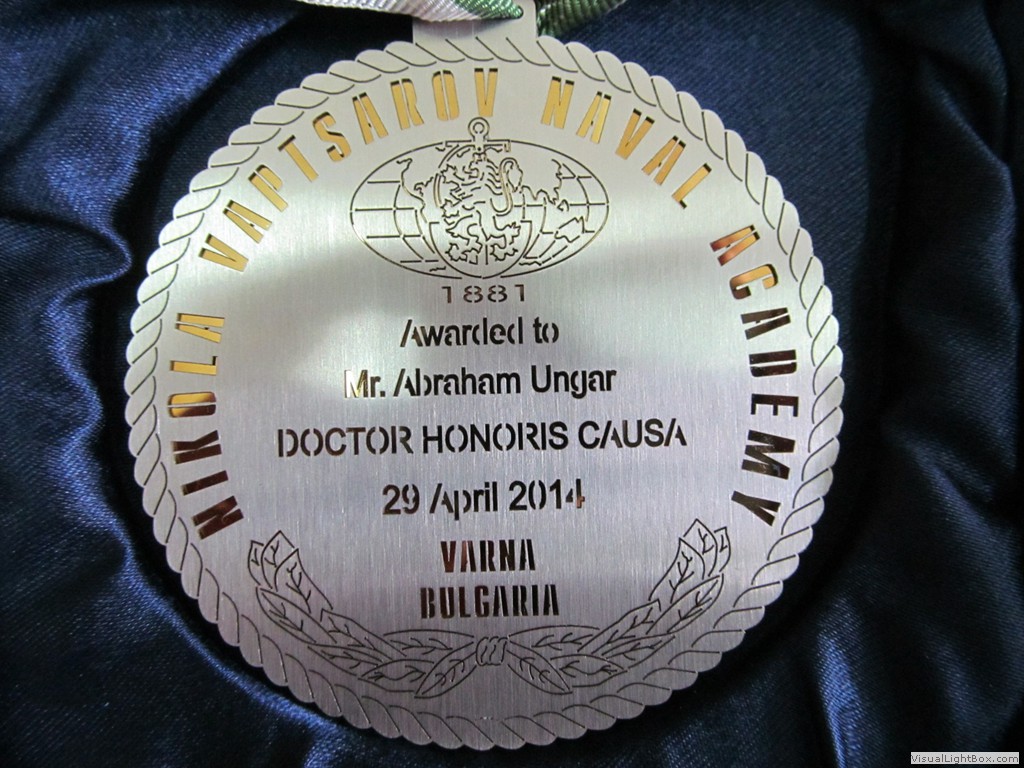 NIKOLA VAPTSAROV NAVAL ACADEMY
1881
Awarded to
Mr. Abraham Ungar
DOCTOR HONORIS CAUSA
29 April 2014
VARNA
BULGARIA
VisualLightBox.com